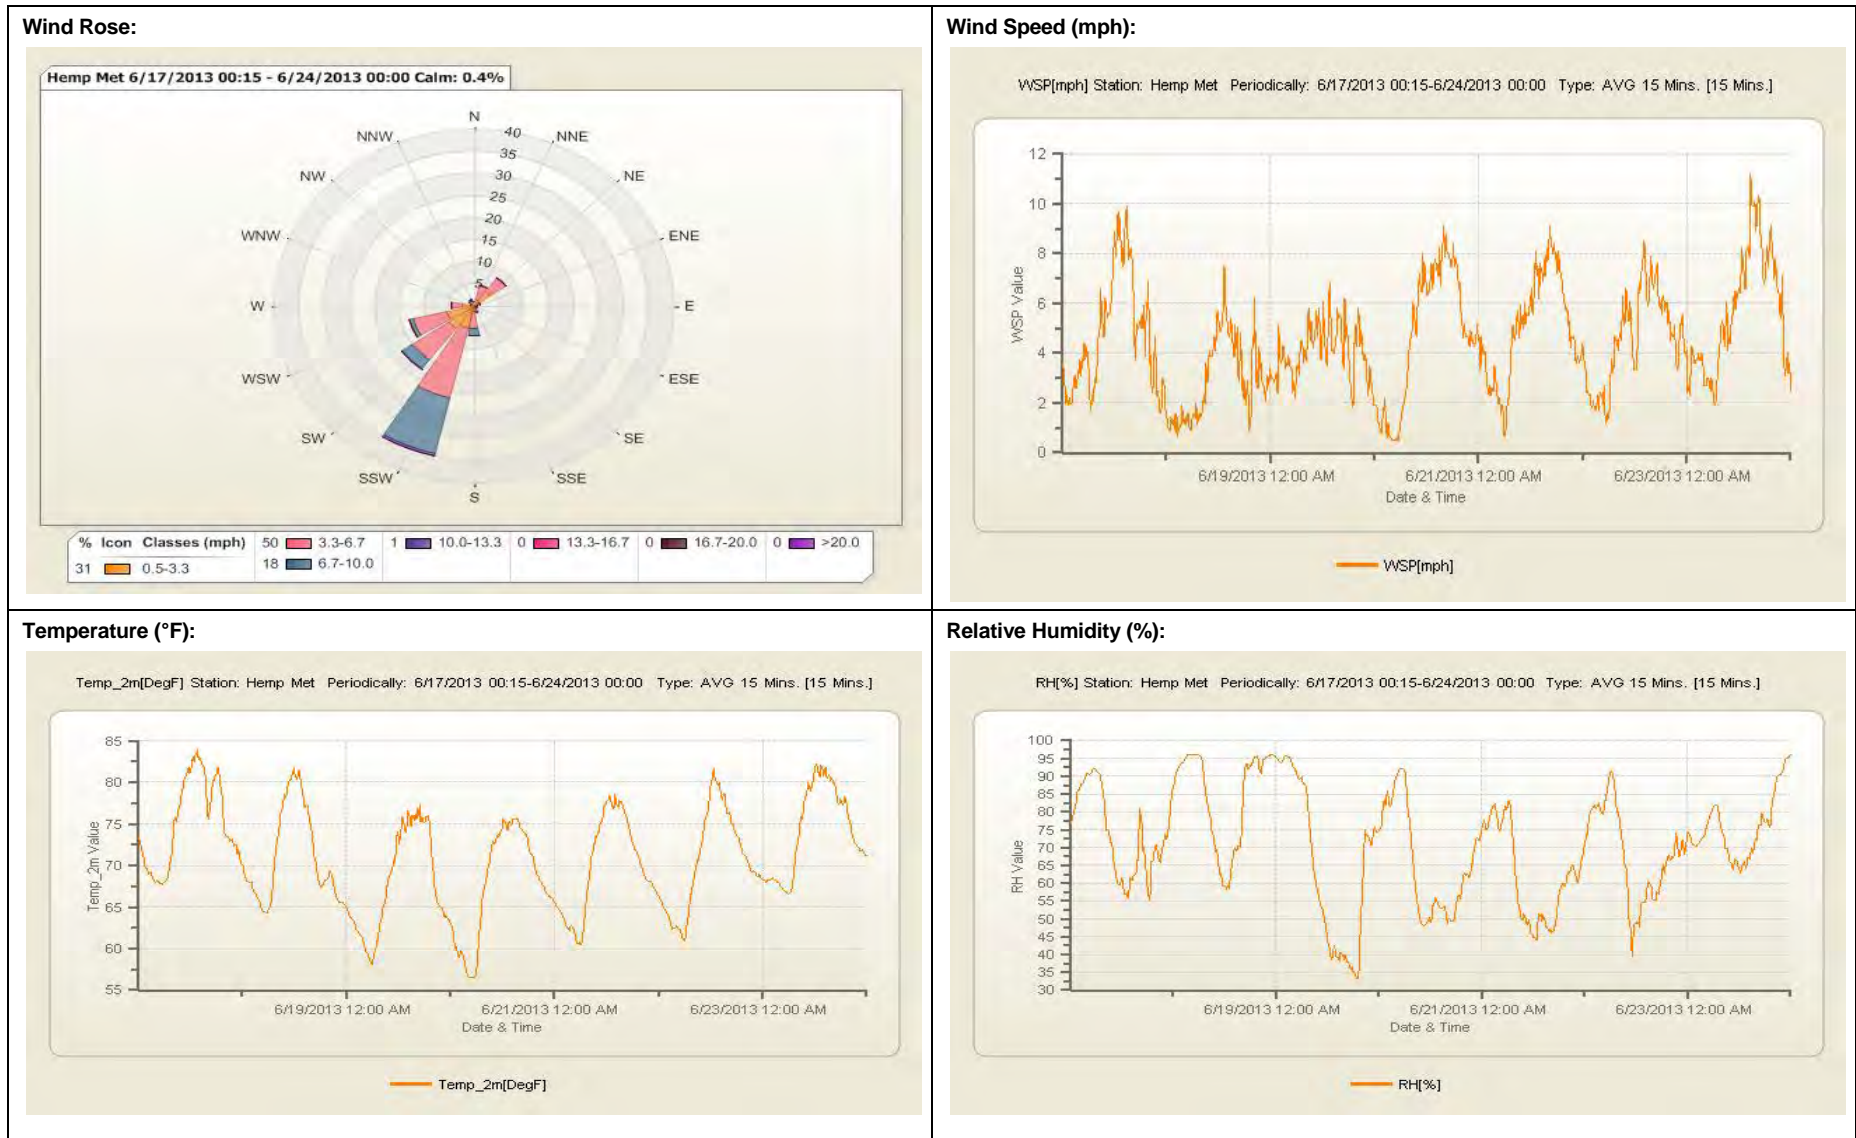 Wind Rose:
Hemp Met 6/17/2013 00:15 - 6/24/2013 00:00 Calm: 0.4%
N
NNW
40
NNE
35
NW
30
NE
25
20
WNW
15
ENE
10
5
W
E
WSW
ESE
SW
SE
SSW
SSE
S
% Icon Classes (mph) 50 3.3-6.7 1 10.0-13.3 0 13.3-16.7 0 16.7-20.0 0 >20.0
31 0.5-3.3 18 6.7-10.0
Wind Speed (mph):
WSP[mph] Station: Hemp Met Periodically: 6/17/2013 00:15-6/24/2013 00:00 Type: AVG 15 Mins. [15 Mins.]
12
10
8
6
4
2
0
WSP Value
6/19/2013 12:00 AM 6/21/2013 12:00 AM 6/23/2013 12:00 AM
Date & Time
WSP[mph]
Temperature (°F):
Temp_2m[DegF] Station: Hemp Met Periodically: 6/17/2013 00:15-6/24/2013 00:00 Type: AVG 15 Mins. [15 Mins.]
85
80
75
70
65
60
55
Temp_2m Value
6/19/2013 12:00 AM 6/21/2013 12:00 AM 6/23/2013 12:00 AM
Date & Time
Temp_2m[DegF]
Relative Humidity (%):
RH[%] Station: Hemp Met Periodically: 6/17/2013 00:15-6/24/2013 00:00 Type: AVG 15 Mins. [15 Mins.]
100
95
90
85
80
75
70
65
60
55
50
45
40
35
30
RH Value
6/19/2013 12:00 AM 6/21/2013 12:00 AM 6/23/2013 12:00 AM
Date & Time
RH[%]